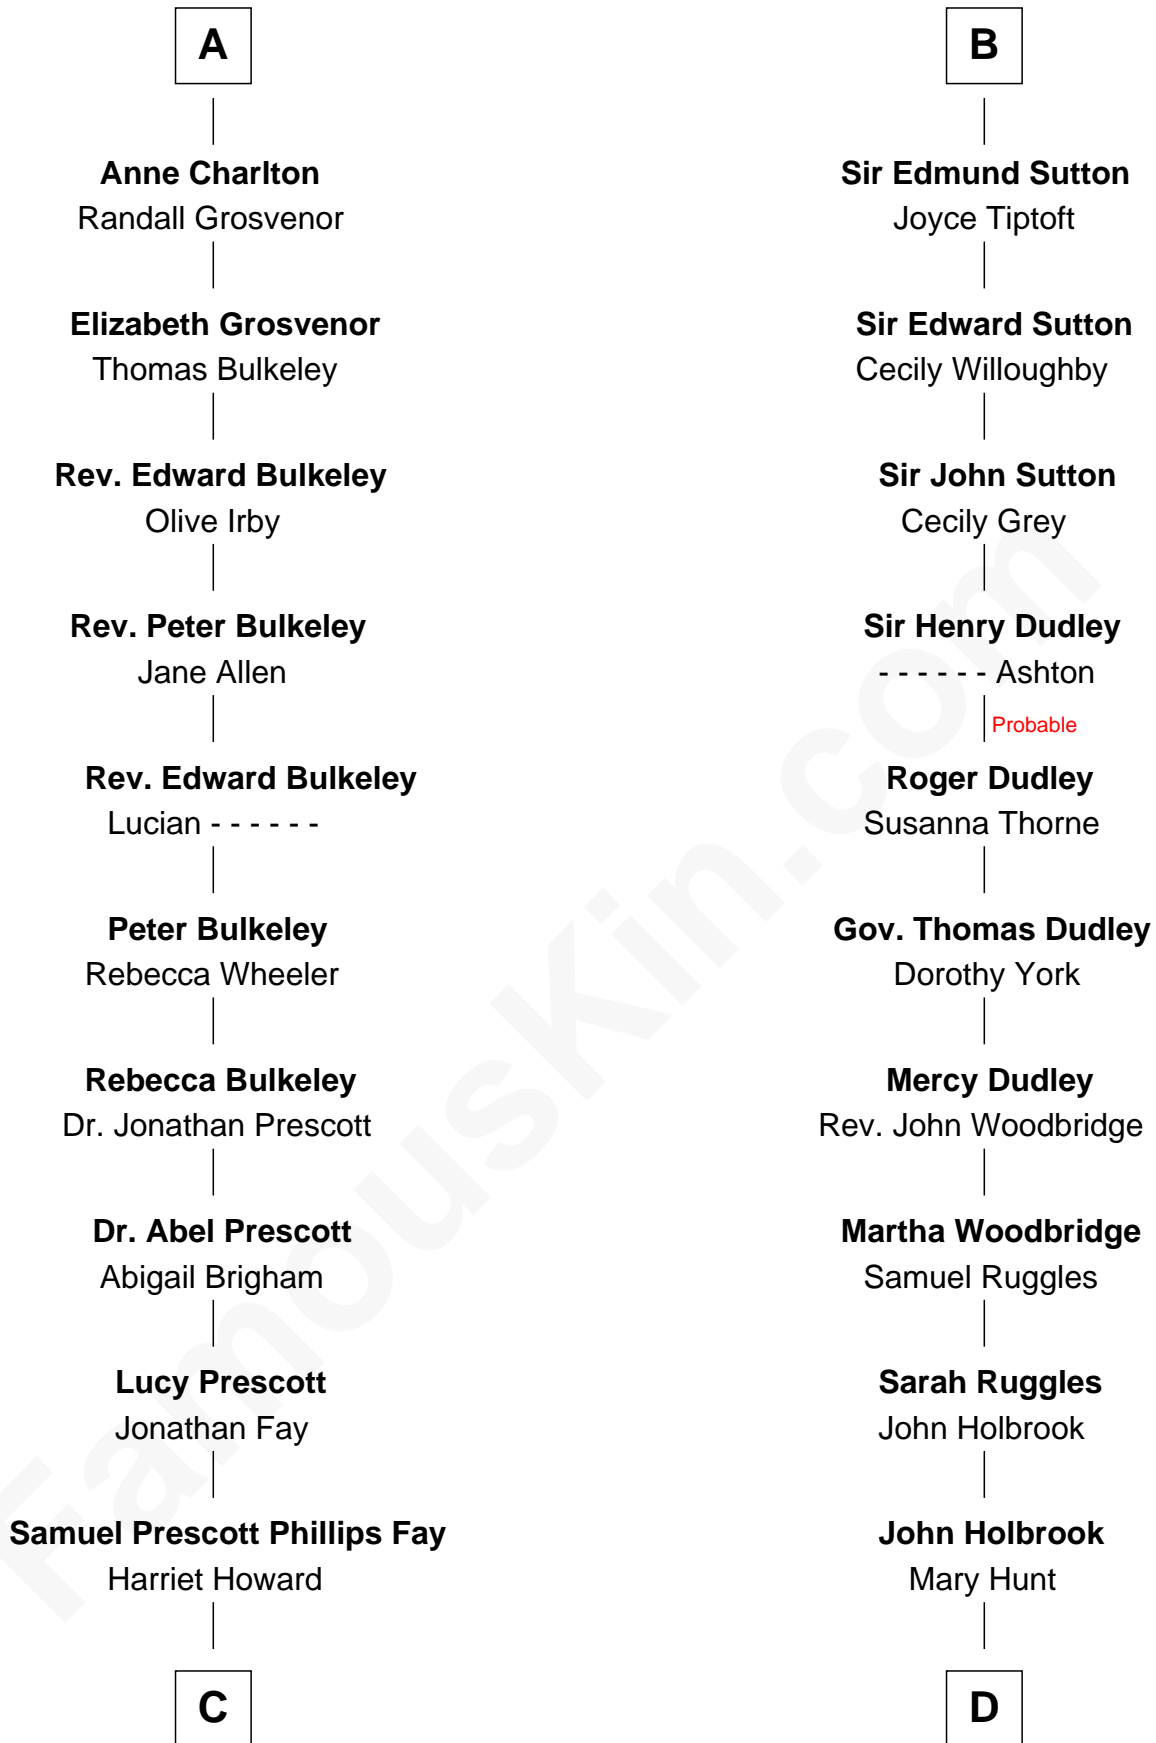 A
Anne Charlton
Randall Grosvenor
Elizabeth Grosvenor
Thomas Bulkeley
Rev. Edward Bulkeley
Olive Irby
Rev. Peter Bulkeley
Jane Allen
Rev. Edward Bulkeley
Lucian - - - - - -
Peter Bulkeley
Rebecca Wheeler
Rebecca Bulkeley
Dr. Jonathan Prescott
Dr. Abel Prescott
Abigail Brigham
Lucy Prescott
Jonathan Fay
Samuel Prescott Phillips Fay
Harriet Howard
C
B
Sir Edmund Sutton
Joyce Tiptoft
Sir Edward Sutton
Cecily Willoughby
Sir John Sutton
Cecily Grey
Sir Henry Dudley
- - - - - - Ashton
Probable
Roger Dudley
Susanna Thorne
Gov. Thomas Dudley
Dorothy York
Mercy Dudley
Rev. John Woodbridge
Martha Woodbridge
Samuel Ruggles
Sarah Ruggles
John Holbrook
John Holbrook
Mary Hunt
D
FamousKin.com